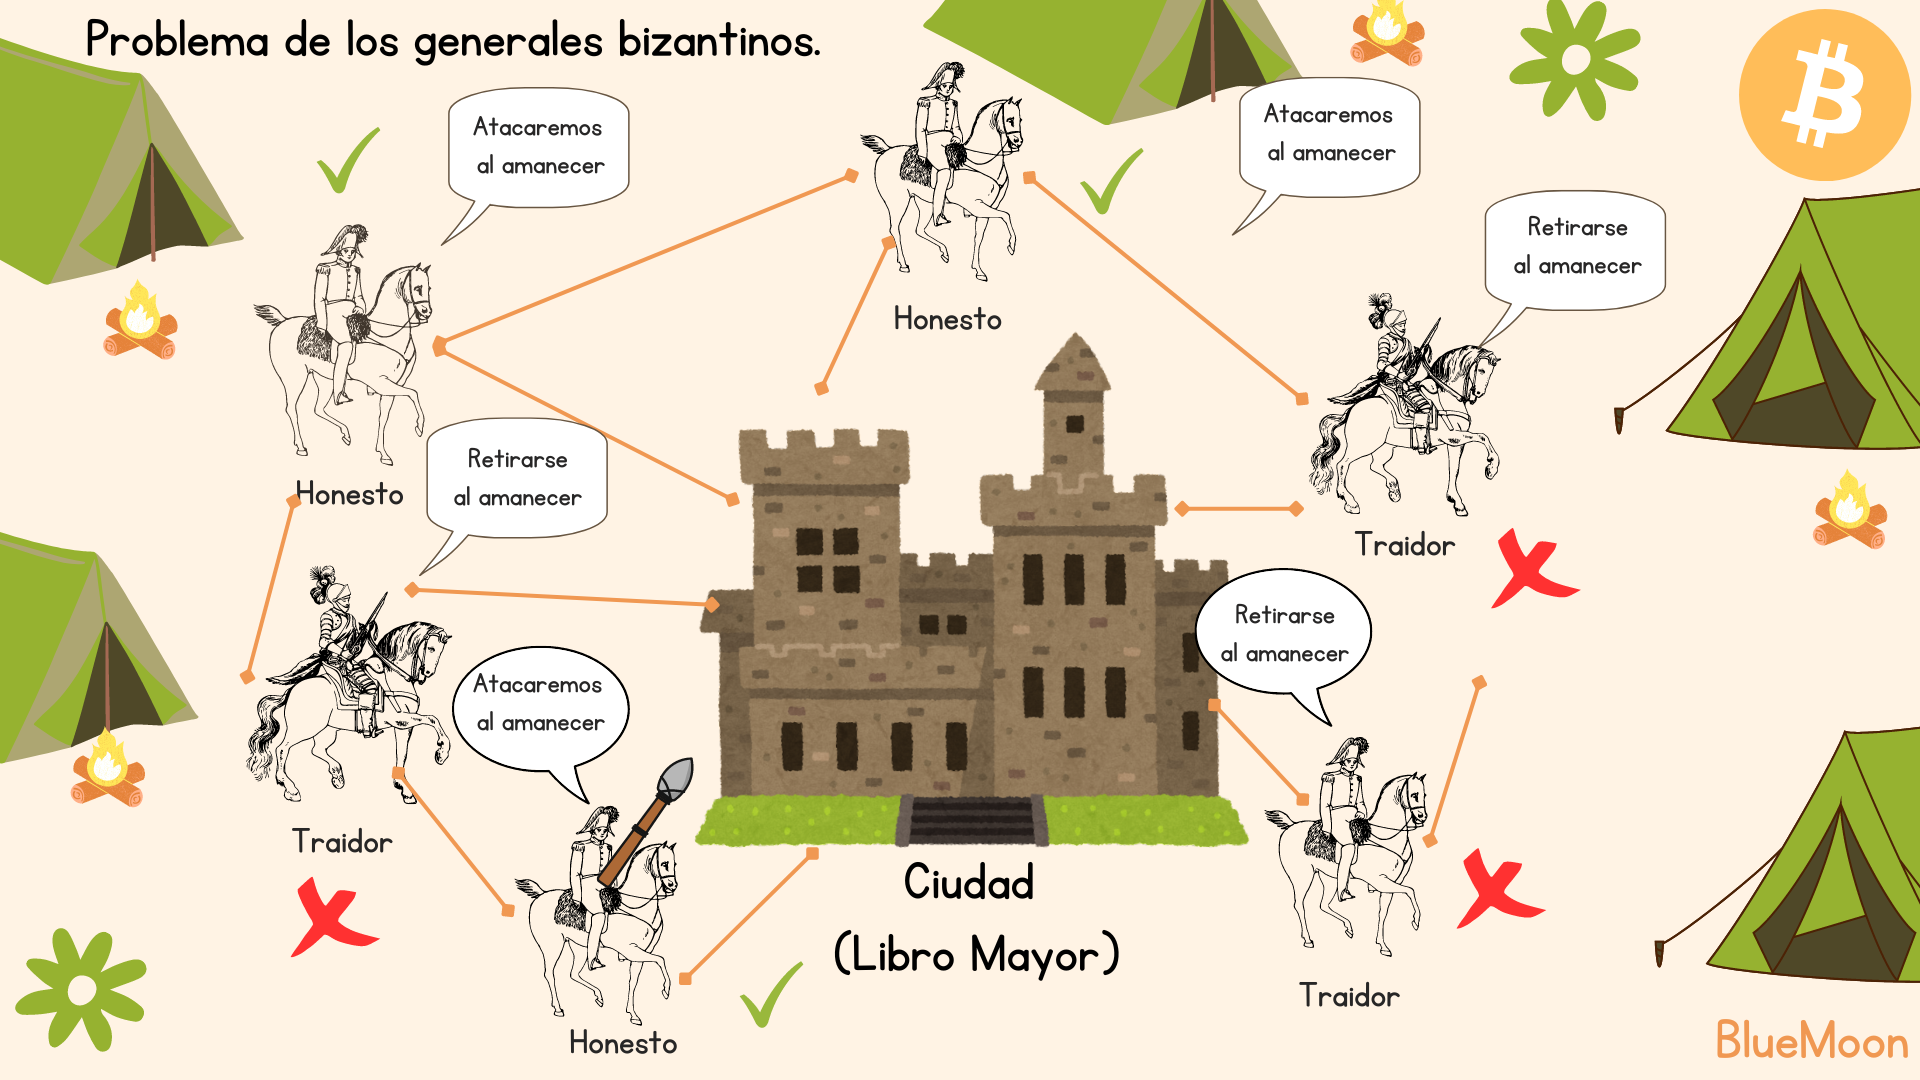 Problema de los generales bizantinos.
Atacaremos
al amanecer
Atacaremos
al amanecer
Retirarse
al amanecer
Honesto
Honesto
Retirarse
al amanecer
Traidor
Retirarse
al amanecer
Atacaremos
al amanecer
Traidor
Ciudad
(Libro Mayor)
Traidor
Honesto
BlueMoon